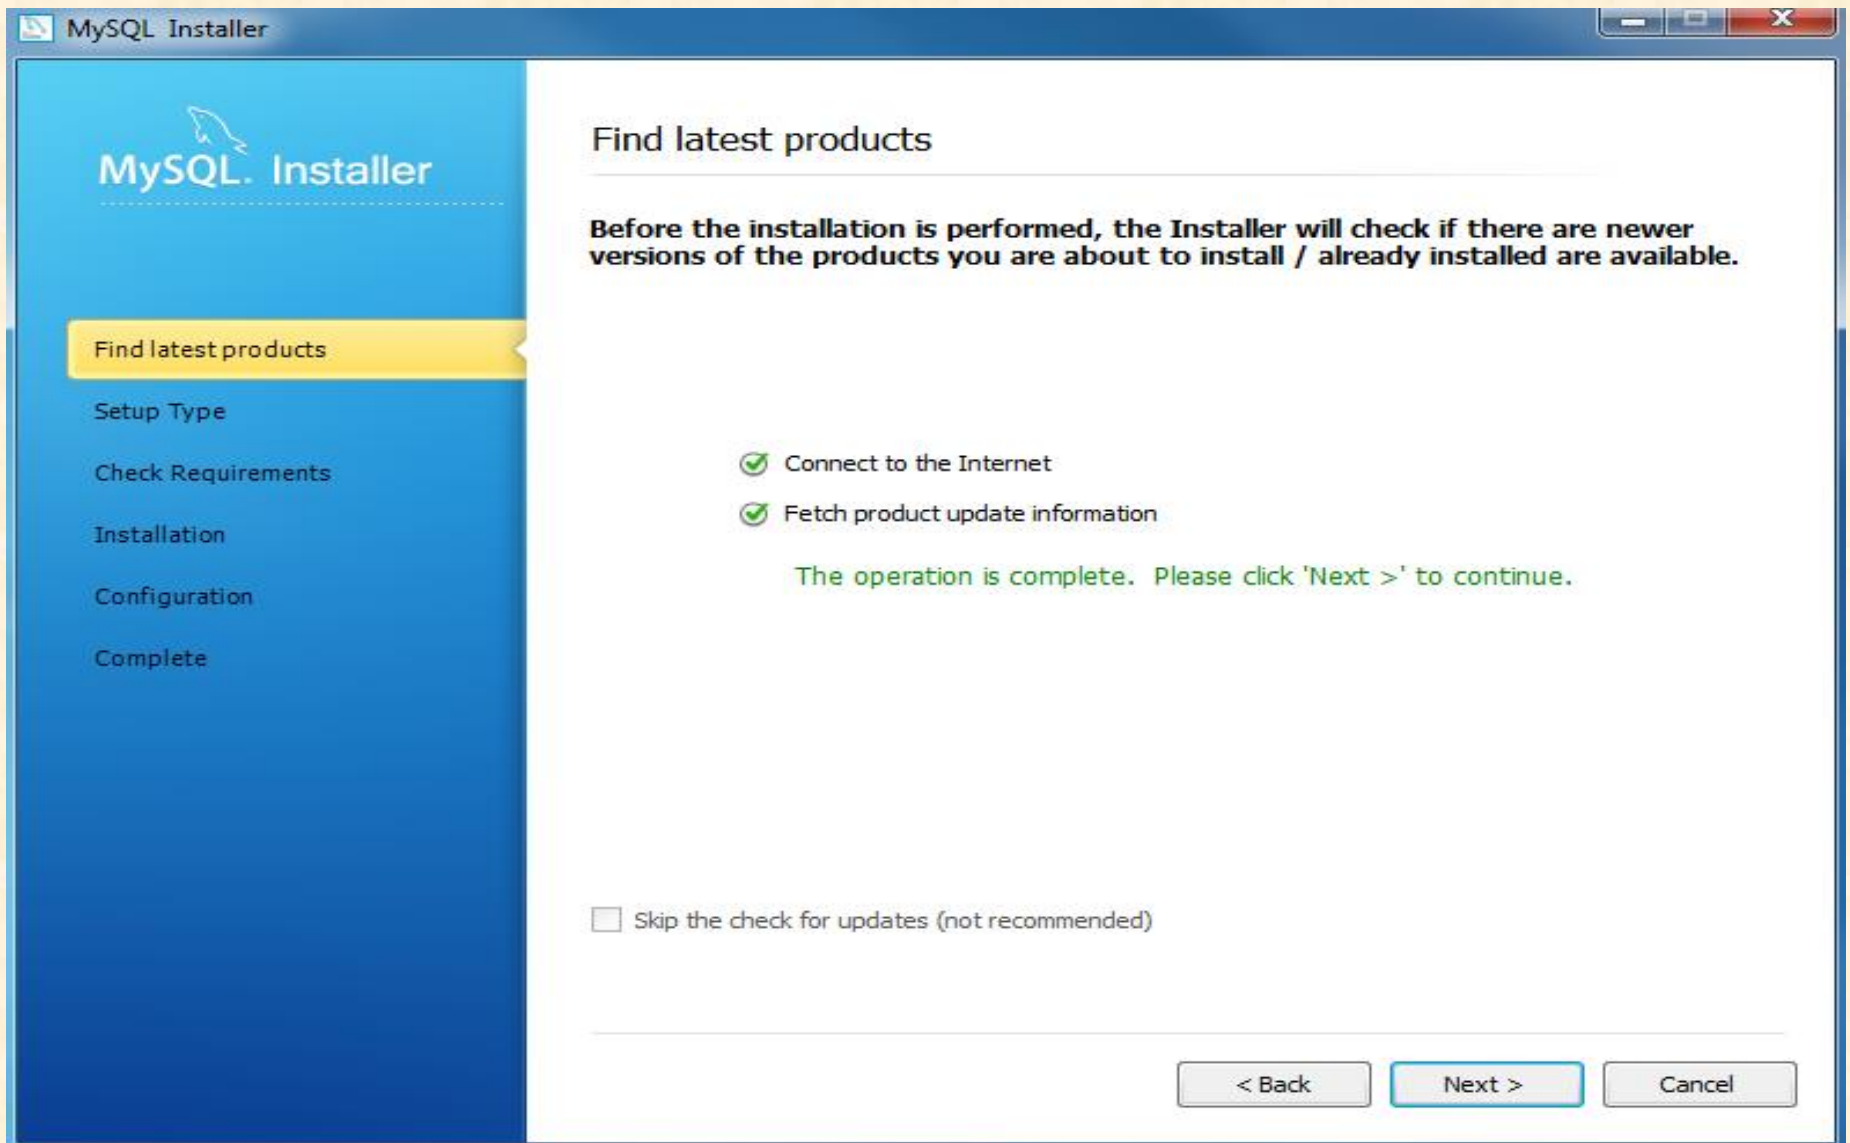 MySQL Installer
MySQL. Installer
Find latest products
Setup Type
Check Requirements
Installation
Configuration
Complete
Find latest products
Before the installation is performed, the Installer will check if there are newer
versions of the products you are about to install / already installed are available.
Connect to the Internet
Fetch product update information
The operation is complete. Please click 'Next >' to continue.
Skip the check for updates (not recommended)
< Back
Next >
Cancel